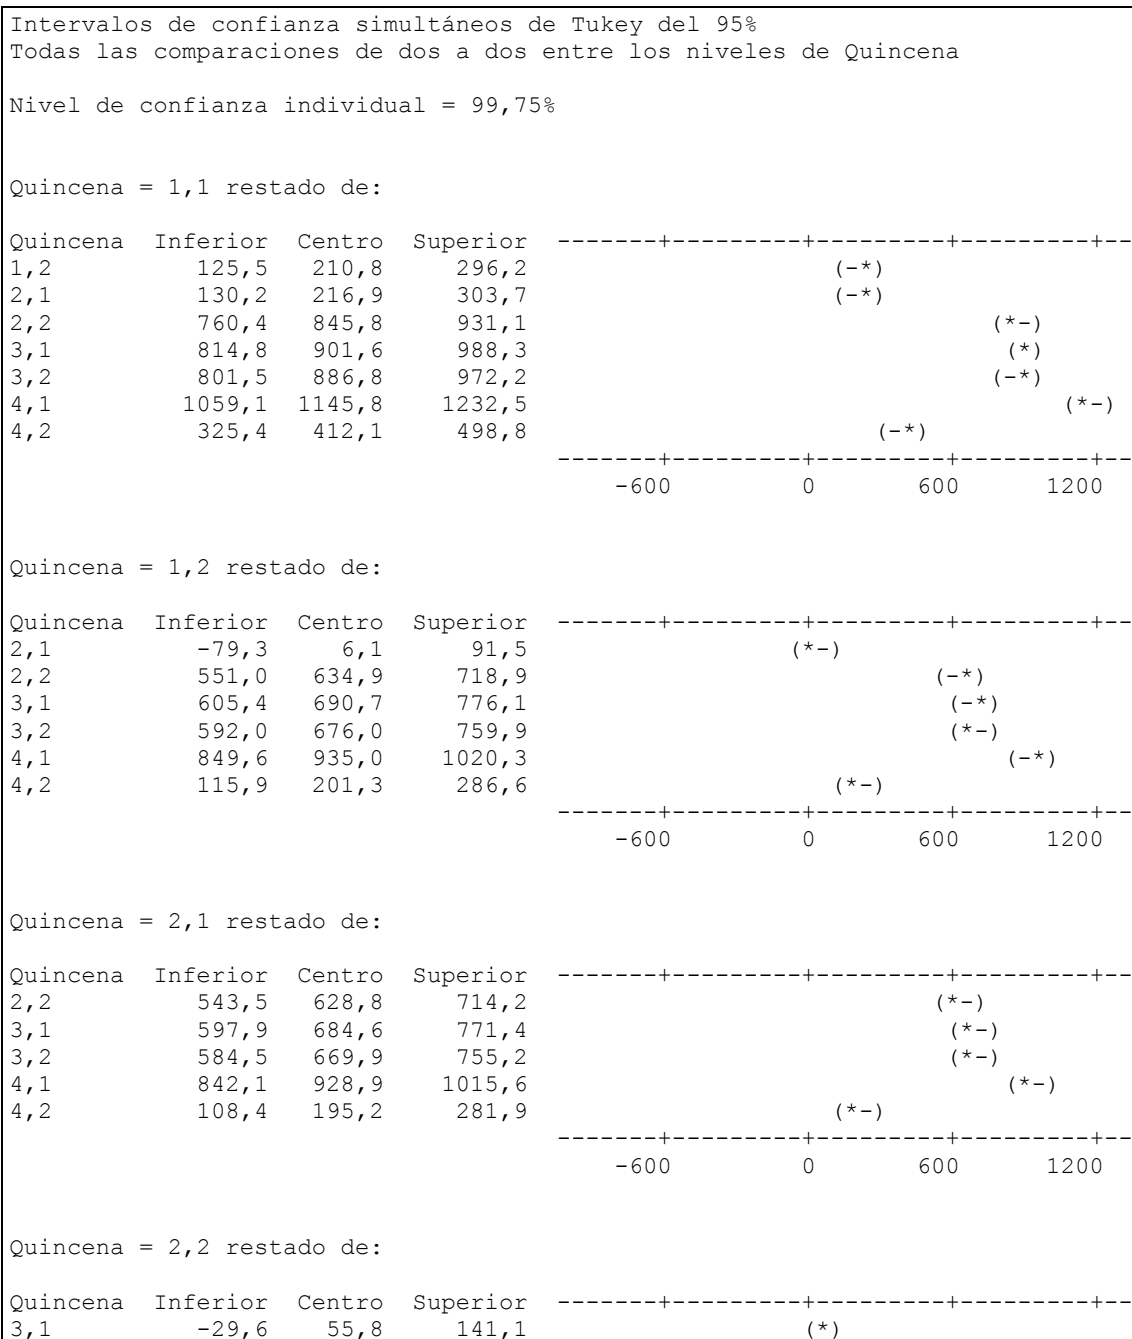 Intervalos de confianza simultáneos de Tukey del 95%
Todas las comparaciones de dos a dos entre los niveles de Quincena
Nivel de confianza individual = 99,75%
Quincena = 1,1 restado de:
Quincena  Inferior  Centro  Superior  -------+---------+---------+---------+--
1,2          125,5   210,8     296,2                     (-*)
2,1          130,2   216,9     303,7                     (-*)
2,2          760,4   845,8     931,1                                (*-)
3,1          814,8   901,6     988,3                                 (*)
3,2          801,5   886,8     972,2                                (-*)
4,1         1059,1  1145,8    1232,5                                     (*-)
4,2          325,4   412,1     498,8                        (-*)
                                      -------+---------+---------+---------+--
                                          -600         0       600      1200
Quincena = 1,2 restado de:
Quincena  Inferior  Centro  Superior  -------+---------+---------+---------+--
2,1          -79,3     6,1      91,5                  (*-)
2,2          551,0   634,9     718,9                            (-*)
3,1          605,4   690,7     776,1                             (-*)
3,2          592,0   676,0     759,9                             (*-)
4,1          849,6   935,0    1020,3                                 (-*)
4,2          115,9   201,3     286,6                     (*-)
                                      -------+---------+---------+---------+--
                                          -600         0       600      1200
Quincena = 2,1 restado de:
Quincena  Inferior  Centro  Superior  -------+---------+---------+---------+--
2,2          543,5   628,8     714,2                            (*-)
3,1          597,9   684,6     771,4                             (*-)
3,2          584,5   669,9     755,2                             (*-)
4,1          842,1   928,9    1015,6                                 (*-)
4,2          108,4   195,2     281,9                     (*-)
                                      -------+---------+---------+---------+--
                                          -600         0       600      1200
Quincena = 2,2 restado de:
Quincena  Inferior  Centro  Superior  -------+---------+---------+---------+--
3,1          -29,6    55,8     141,1                   (*)